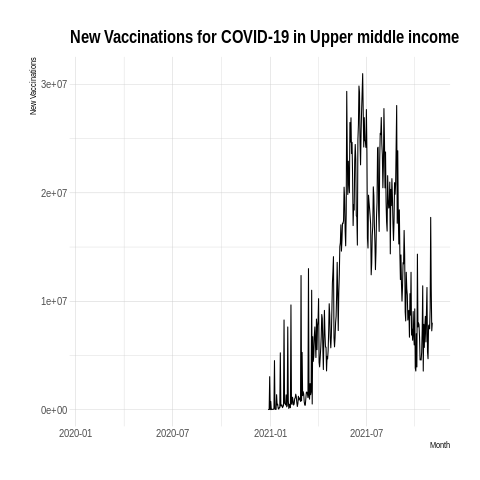 New Vaccinations for COVID-19 in Upper middle income
New Vaccinations
3e+07
2e+07
1e+07
0e+00
2020-01 2020-07 2021-01 2021-07
Month